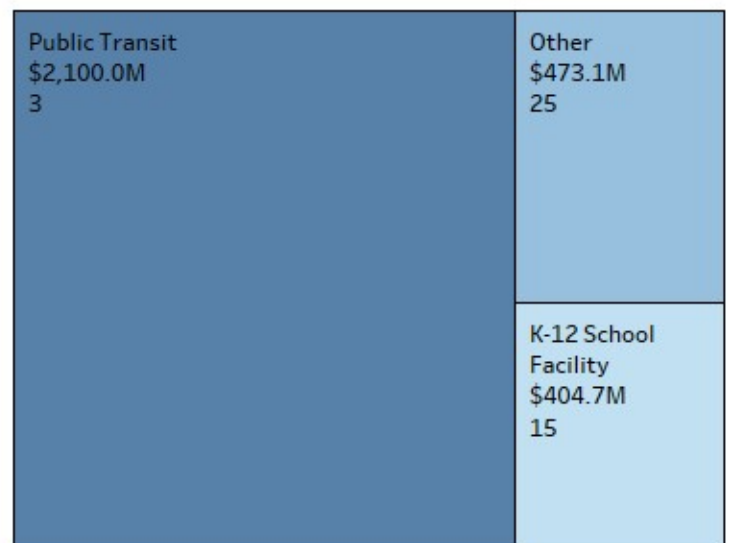 Public Transit
$2,100.0M
3
Other
$473.1M
25
K-12 School
Facility
$404.7M
15